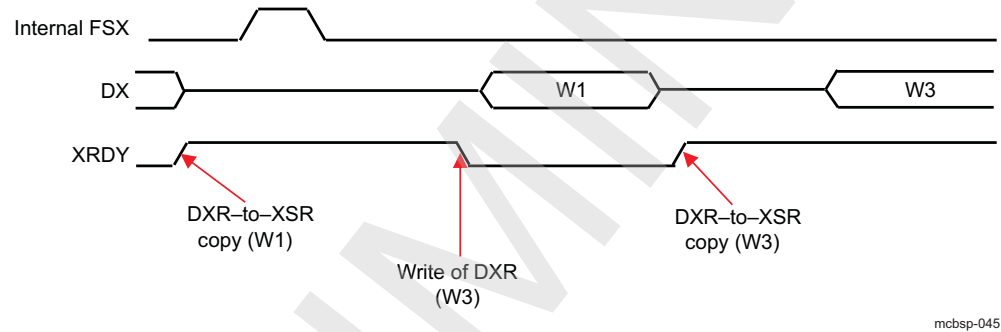 Internal FSX
DX
W1
W3
XRDY
DXR–to–XSR
copy (W1)
DXR–to–XSR
copy (W3)
Write of DXR
(W3)
mcbsp-045